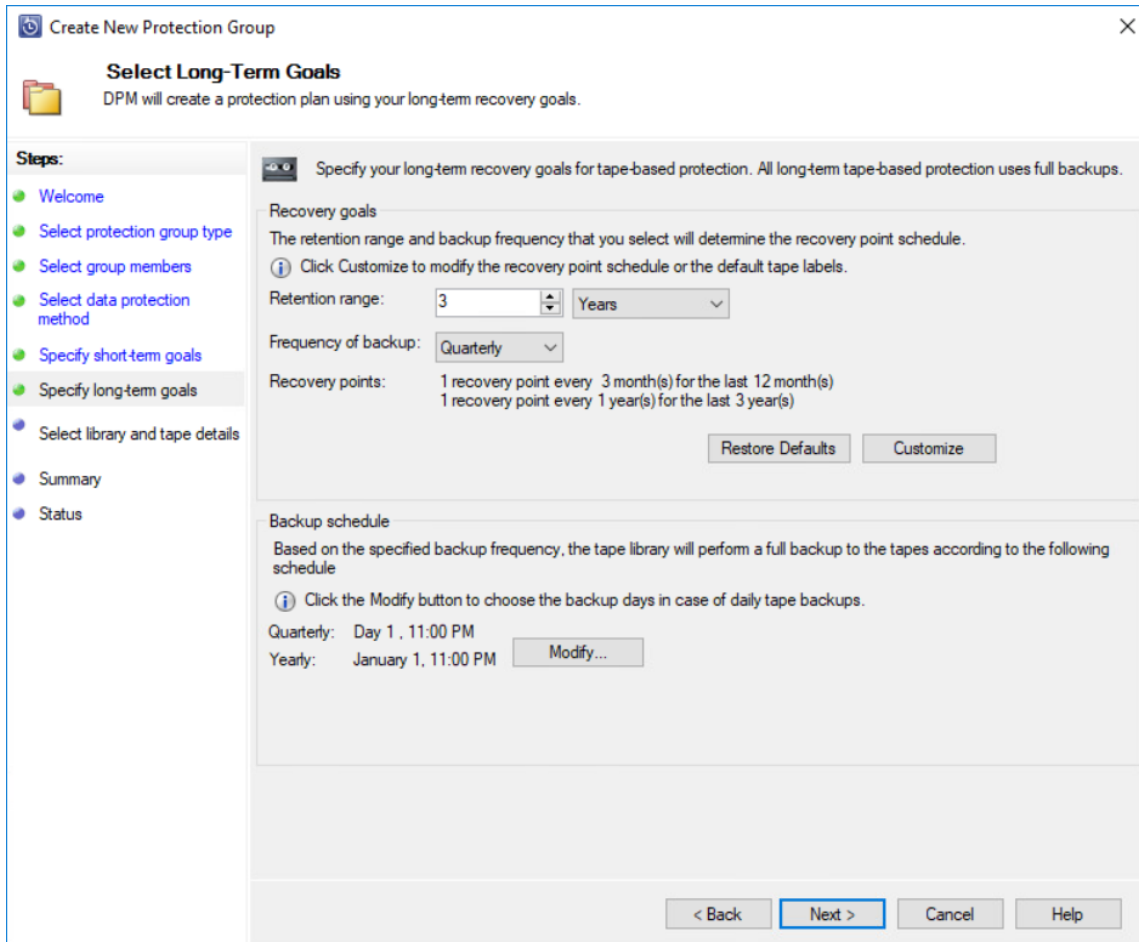 Create New Protection Group
Select Long-Term Goals
DPM will create a protection plan using your long-term recovery goals.
Steps:
Welcome
Select protection group type
Select group members
Select data protection
method
Specify short-term goals
Specify long-term goals
Select library and tape details
Summary
Status
Specify your long-term recovery goals for tape-based protection. All long-term tape-based protection uses full backups.
Recovery goals
The retention range and backup frequency that you select will determine the recovery point schedule.
Click Customize to modify the recovery point schedule or the default tape labels.
Retention range: 3 Years
Frequency of backup: Quarterly
Recovery points: 1 recovery point every 3 month(s) for the last 12 month(s)
1 recovery point every 1 year(s) for the last 3 year(s)
Restore Defaults Customize
Backup schedule
Based on the specified backup frequency, the tape library will perform a full backup to the tapes according to the following
schedule
Click the Modify button to choose the backup days in case of daily tape backups.
Quarterly: Day 1 , 11:00 PM
Yearly: January 1, 11:00 PM Modify...
< Back Next > Cancel Help